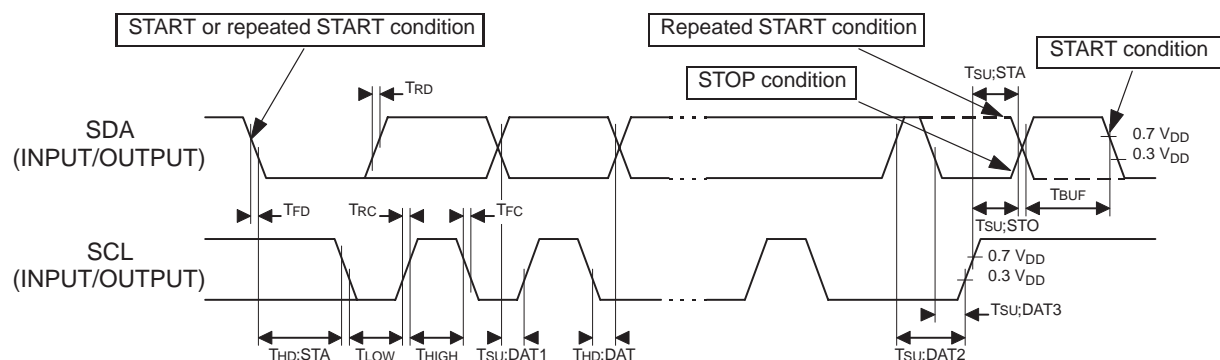 START or repeated START condition
Repeated START condition
START condition
STOP condition
TSU;STA
TRD
SDA
(INPUT/OUTPUT)
0.7 VDD
0.3 VDD
TFD
TRC
TFC
TBUF
TSU;STO
SCL
(INPUT/OUTPUT)
0.7 VDD
0.3 VDD
TSU;DAT3
THD;STA
TLOW
THIGH
TSU;DAT1
THD;DAT
TSU;DAT2